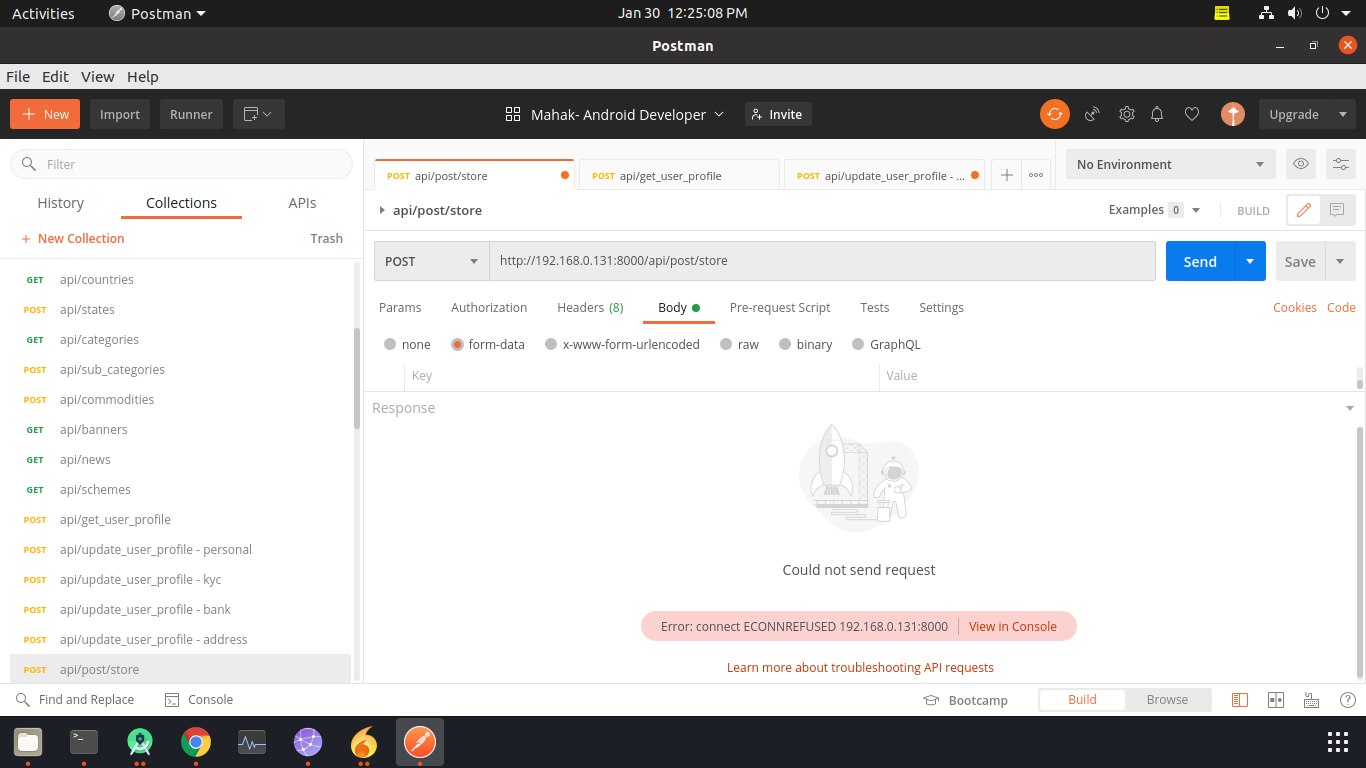 Activities Postman Jan 30 12:25:08 PM
Postman
File Edit View Help
+ New Import Runner Mahak- Android Developer Invite Upgrade
Filter
History Collections APIs
+ New Collection Trash
GET api/countries
POST api/states
GET api/categories
POST api/sub_categories
POST api/commodities
GET api/banners
GET api/news
GET api/schemes
POST api/get_user_profile
POST api/update_user_profile - personal
POST api/update_user_profile - kyc
POST api/update_user_profile - bank
POST api/update_user_profile - address
POST api/post/store
POST api/post/store POST api/get_user_profile POST api/update_user_profile - ... + ooo No Environment
api/post/store Examples 0 BUILD
POST http://192.168.0.131:8000/api/post/store Send Save
Params Authorization Headers (8) Body Pre-request Script Tests Settings Cookies Code
none form-data x-www-form-urlencoded raw binary GraphQL
Key Value
Response
Could not send request
Error: connect ECONNREFUSED 192.168.0.131:8000 View in Console
Learn more about troubleshooting API requests
Find and Replace Console Bootcamp Build Browse ?
>_